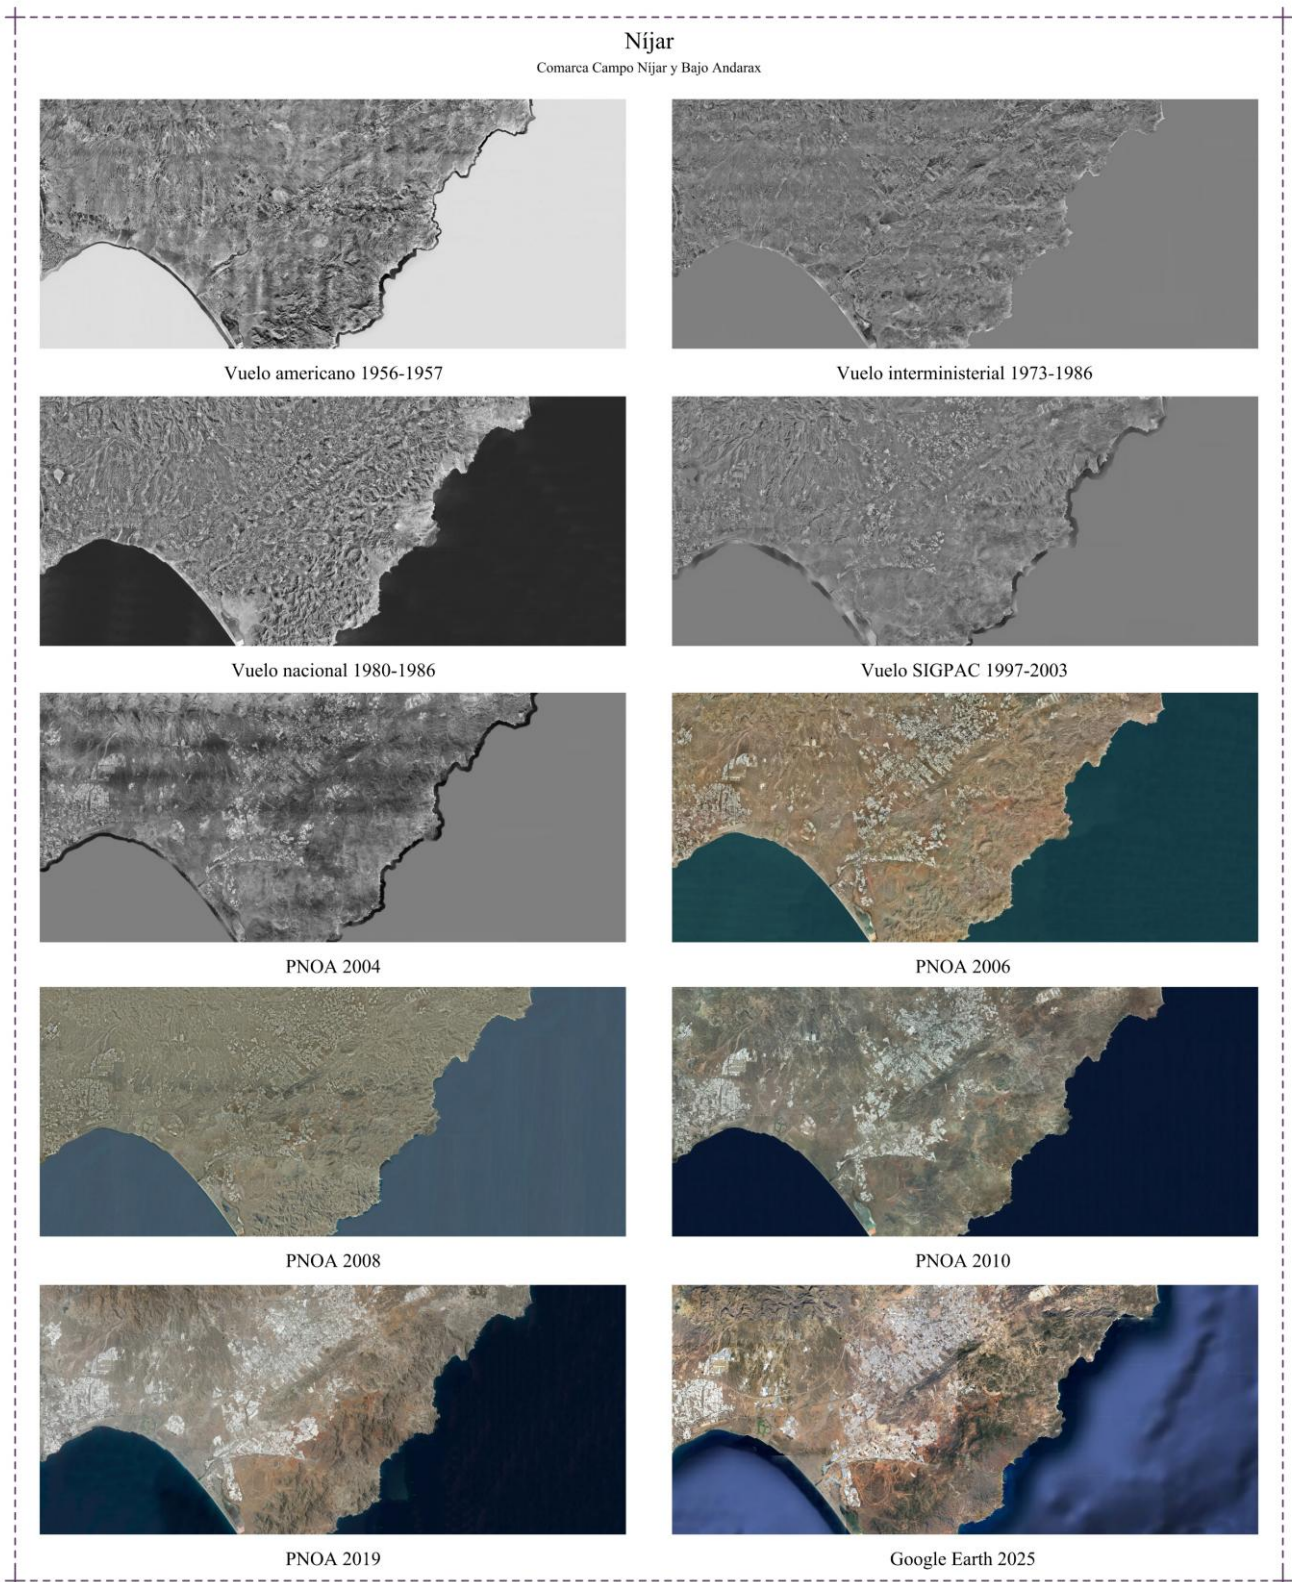 Níjar
Comarca Campo Níjar y Bajo Andarax
Vuelo americano 1956-1957
Vuelo interministerial 1973-1986
Vuelo nacional 1980-1986
Vuelo SIGPAC 1997-2003
PNOA 2004
PNOA 2006
PNOA 2008
PNOA 2010
PNOA 2019
Google Earth 2025